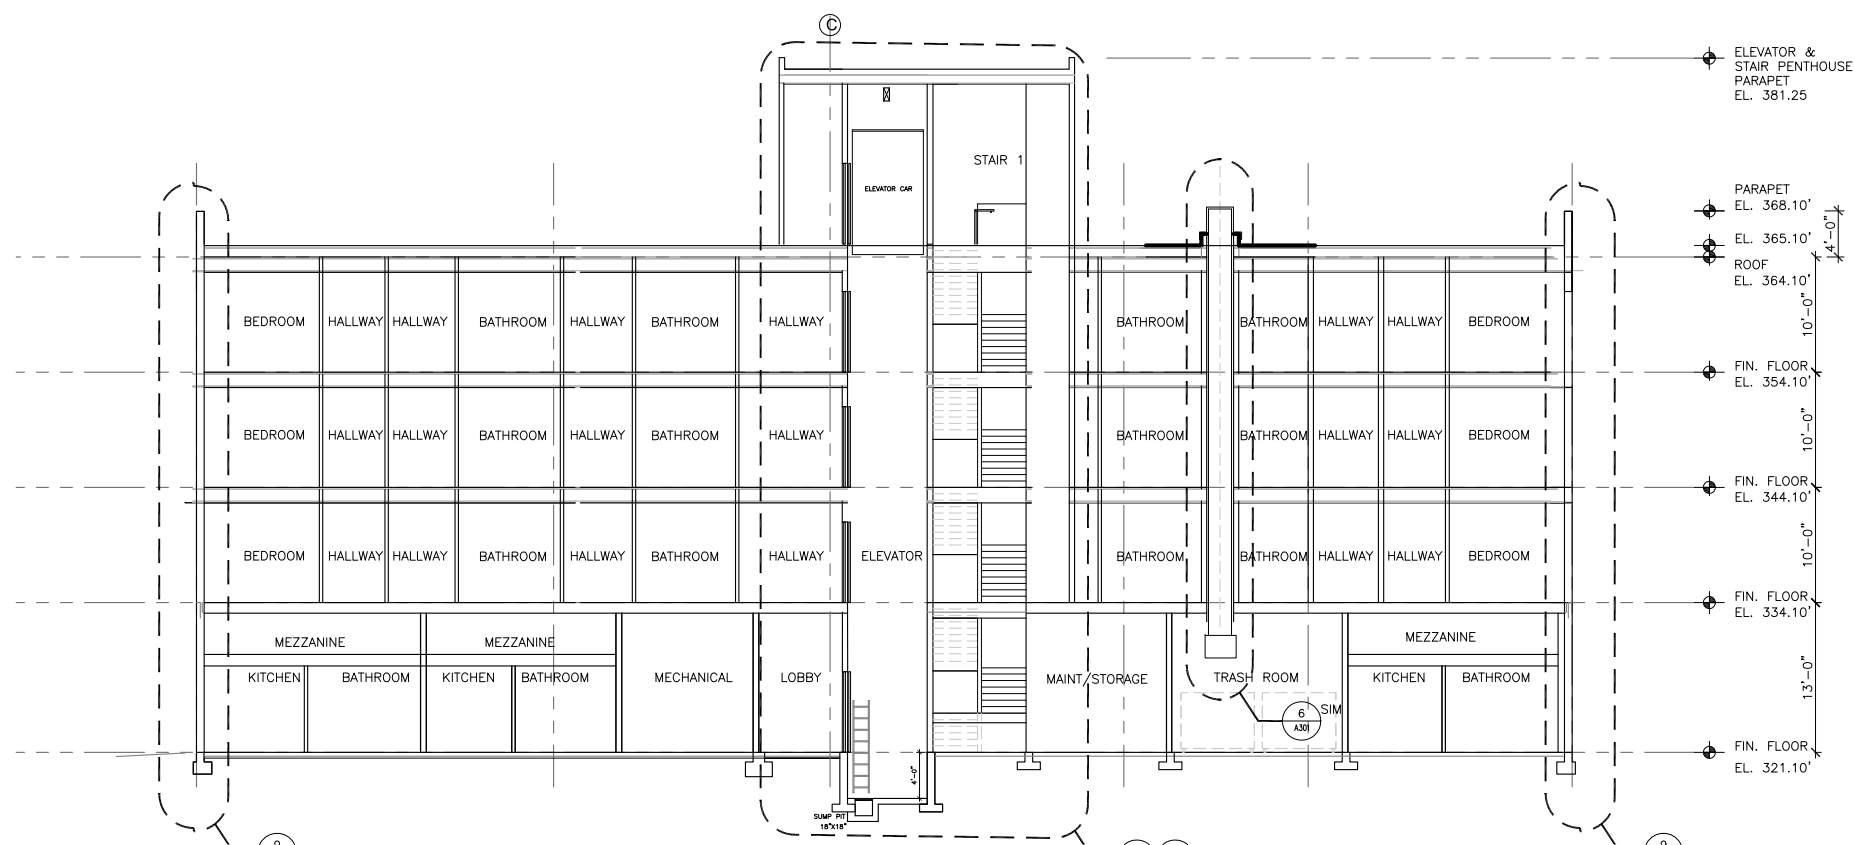 C
ELEVATOR &
STAIR PENTHOUSE
PARAPET
EL. 381.25
STAIR 1
ELEVATOR CAR
PARAPET
EL. 368.10'
4'-0"
EL. 365.10'
ROOF
EL. 364.10'
BEDROOM HALLWAY HALLWAY BATHROOM HALLWAY BATHROOM HALLWAY BATHROOM BATHROOM HALLWAY HALLWAY BEDROOM
10'-0"
FIN. FLOOR
EL. 354.10'
BEDROOM HALLWAY HALLWAY BATHROOM HALLWAY BATHROOM HALLWAY BATHROOM BATHROOM HALLWAY HALLWAY BEDROOM
10'-0"
FIN. FLOOR
EL. 344.10'
BEDROOM HALLWAY HALLWAY BATHROOM HALLWAY BATHROOM HALLWAY ELEVATOR BATHROOM BATHROOM HALLWAY HALLWAY BEDROOM
10'-0"
FIN. FLOOR
EL. 334.10'
MEZZANINE MEZZANINE MEZZANINE
KITCHEN BATHROOM KITCHEN BATHROOM MECHANICAL LOBBY MAINT/STORAGE TRASH ROOM KITCHEN BATHROOM
13'-0"
6
A301
SIM
FIN. FLOOR
EL. 321.10'
4'-0"
SUMP PIT
18"X18"